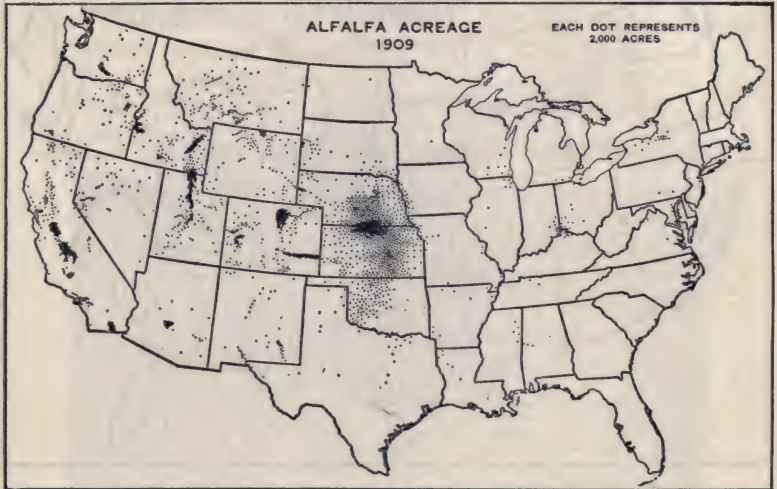 ALFALFA ACREAGE
1909
EACH DOT REPRESENTS
2,000 ACRES